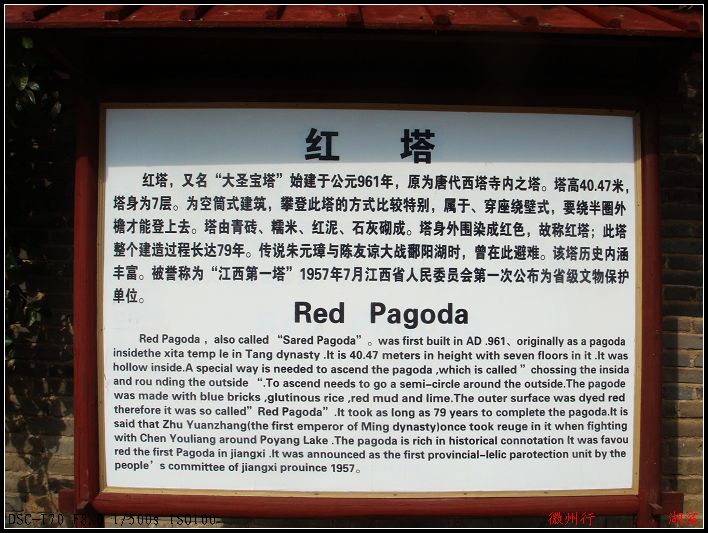 红 塔
红塔，又名“大圣宝塔”始建于公元961年，原为唐代西塔寺内之塔。塔高40.47米，
塔身为7层。为空筒式建筑，攀登此塔的方式比较特别，属于、穿座绕壁式，要绕半圈外
檐才能登上去。塔由青砖、糯米、红泥、石灰砌成。塔身外围染成红色，故称红塔；此塔
整个建造过程长达79年。传说朱元璋与陈友谅大战鄱阳湖时，曾在此避难。该塔历史内涵
丰富。被誉称为“江西第一塔”1957年7月江西省人民委员会第一次公布为省级文物保护
单位。
Red Pagoda
Red Pagoda , also called “Sared Pagoda” 。was first built in AD .961、originally as a pagoda
insidethe xita temp le in Tang dynasty .It is 40.47 meters in height with seven floors in it .It was
hollow inside.A special way is needed to ascend the pagoda ,which is called ” chossing the insida
and rou nding the outside “.To ascend needs to go a semi-circle around the outside.The pagode
was made with blue bricks ,glutinous rice ,red mud and lime.The outer surface was dyed red
therefore it was so called” Red Pagoda” .It took as long as 79 years to complete the pagoda.It is
said that Zhu Yuanzhang(the first emperor of Ming dynasty)once took reuge in it when fighting
with Chen Youliang around Poyang Lake .The pagoda is rich in historical connotation It was favou
red the first Pagoda in jiangxi .It was announced as the first provincial-lelic parotection unit by the
people’s committee of jiangxi prouince 1957。
DSC-T70 1/500s ISO100
徽州行